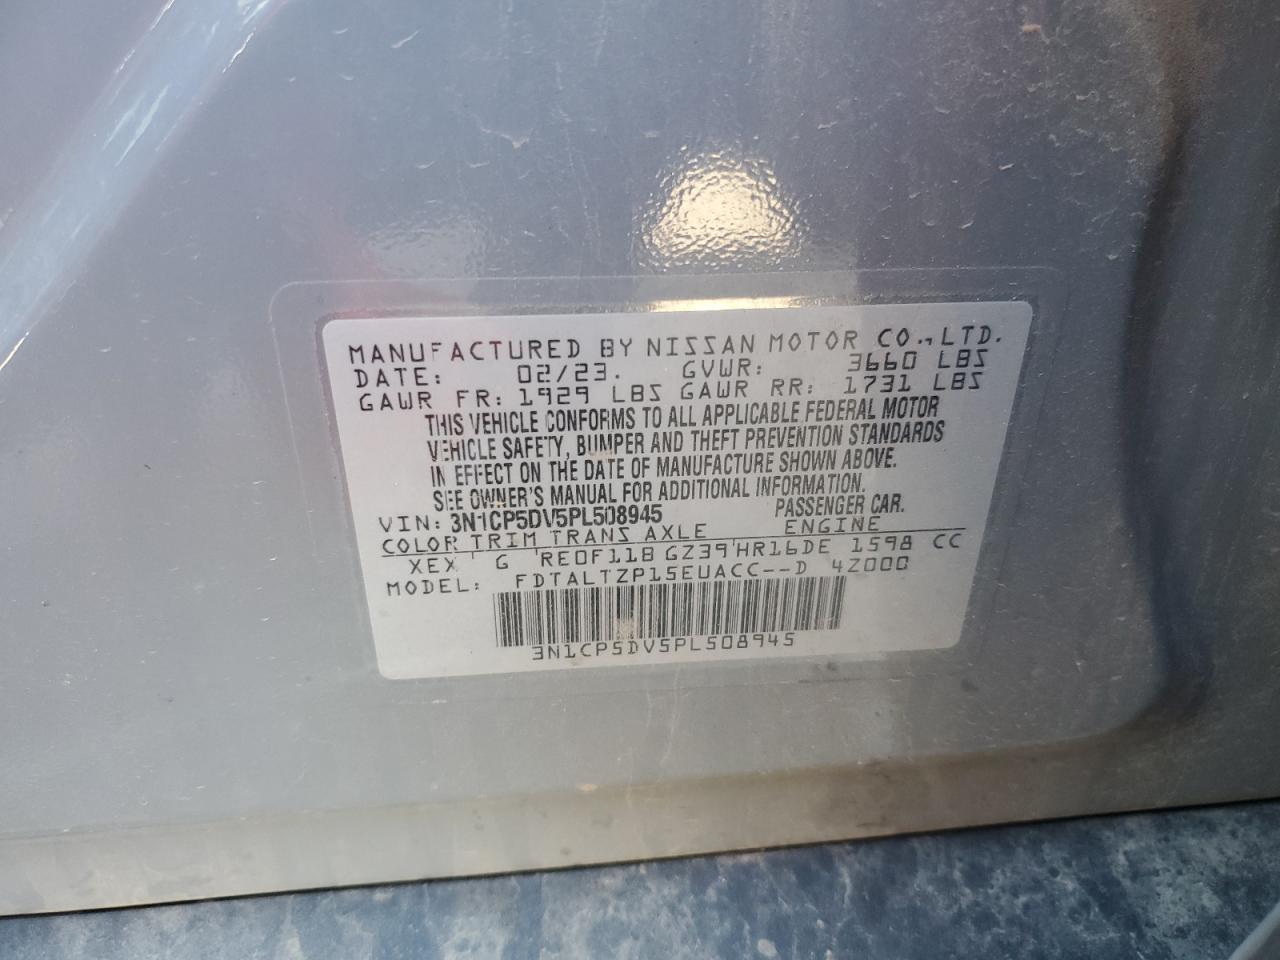 MANUFACTURED BY NISSAN MOTOR CO., LTD.
DATE: 02/23. GVWR: 3660 LBS
GAWR FR: 1929 LBS GAWR RR: 1731 LBS
THIS VEHICLE CONFORMS TO ALL APPLICABLE FEDERAL MOTOR
VEHICLE SAFETY, BUMPER AND THEFT PREVENTION STANDARDS
IN EFFECT ON THE DATE OF MANUFACTURE SHOWN ABOVE.
SEE OWNER'S MANUAL FOR ADDITIONAL INFORMATION.
VIN: 3N1CP5DV5PL508945 PASSENGER CAR.
COLOR TRIM TRANS AXLE ENGINE
XEX G RE0F11B GZ39 HR16DE 1598 CC
MODEL: FDTALTZP15EUACC--D 4Z000
3N1CP5DV5PL508945